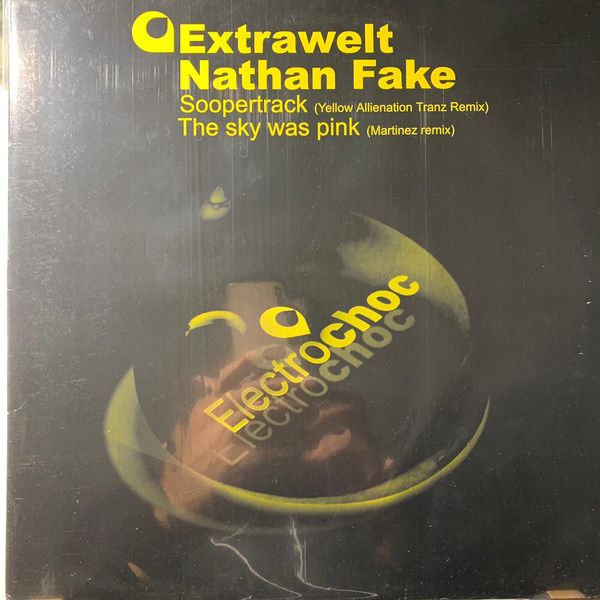 Extrawelt
Nathan Fake
Soopertrack (Yellow Allienation Tranz Remix)
The sky was pink (Martinez remix)
Electrochoc
Electrochoc